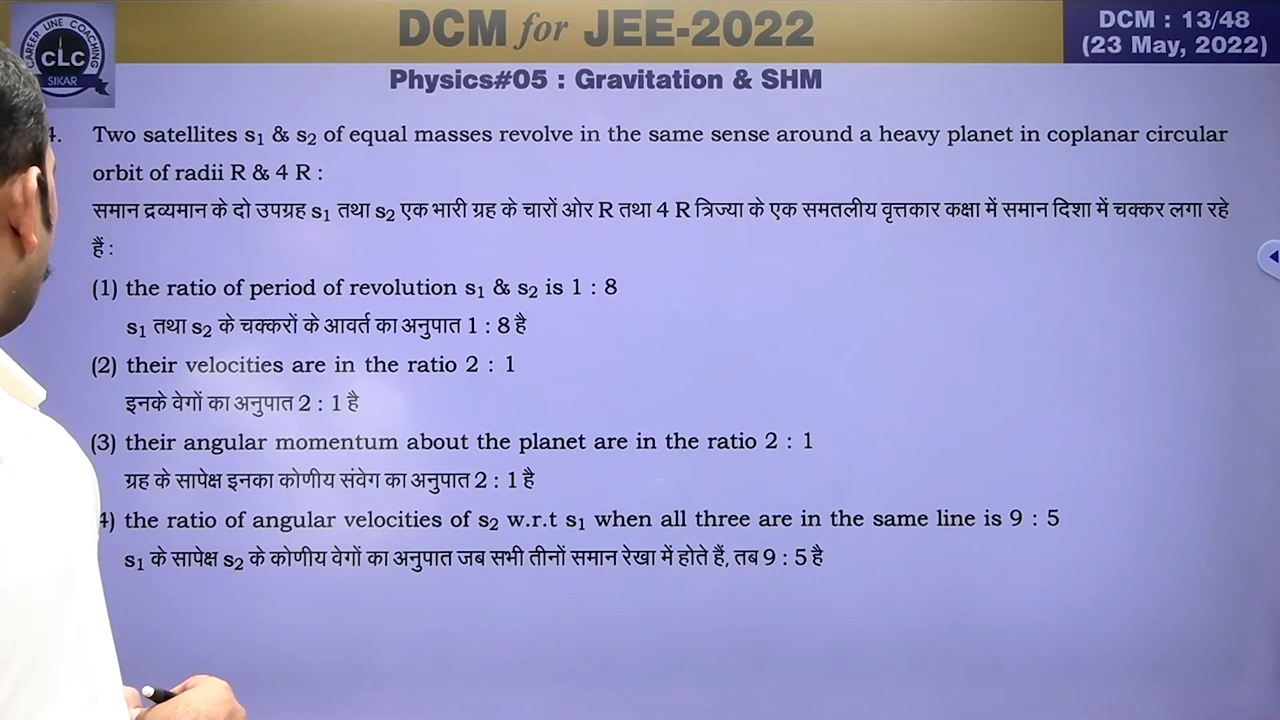 DCM for JEE-2022
DCM : 13/48
(23 May, 2022)
CAREER LINE COACHING
CLC
SIKAR
Physics#05 : Gravitation & SHM
4. Two satellites s₁ & s₂ of equal masses revolve in the same sense around a heavy planet in coplanar circular
orbit of radii R & 4 R :
समान द्रव्यमान के दो उपग्रह s₁ तथा s₂ एक भारी ग्रह के चारों ओर R तथा 4 R त्रिज्या के एक समतलीय वृत्तकार कक्षा में समान दिशा में चक्कर लगा रहे
हैं :
(1) the ratio of period of revolution s₁ & s₂ is 1 : 8
s₁ तथा s₂ के चक्करों के आवर्त का अनुपात 1 : 8 है
(2) their velocities are in the ratio 2 : 1
इनके वेगों का अनुपात 2 : 1 है
(3) their angular momentum about the planet are in the ratio 2 : 1
ग्रह के सापेक्ष इनका कोणीय संवेग का अनुपात 2 : 1 है
4) the ratio of angular velocities of s₂ w.r.t s₁ when all three are in the same line is 9 : 5
s₁ के सापेक्ष s₂ के कोणीय वेगों का अनुपात जब सभी तीनों समान रेखा में होते हैं, तब 9 : 5 है